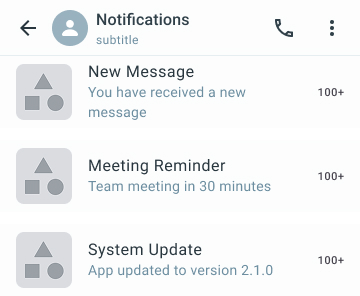 Notifications
subtitle
New Message
You have received a new
message
100+
Meeting Reminder
Team meeting in 30 minutes
100+
System Update
App updated to version 2.1.0
100+